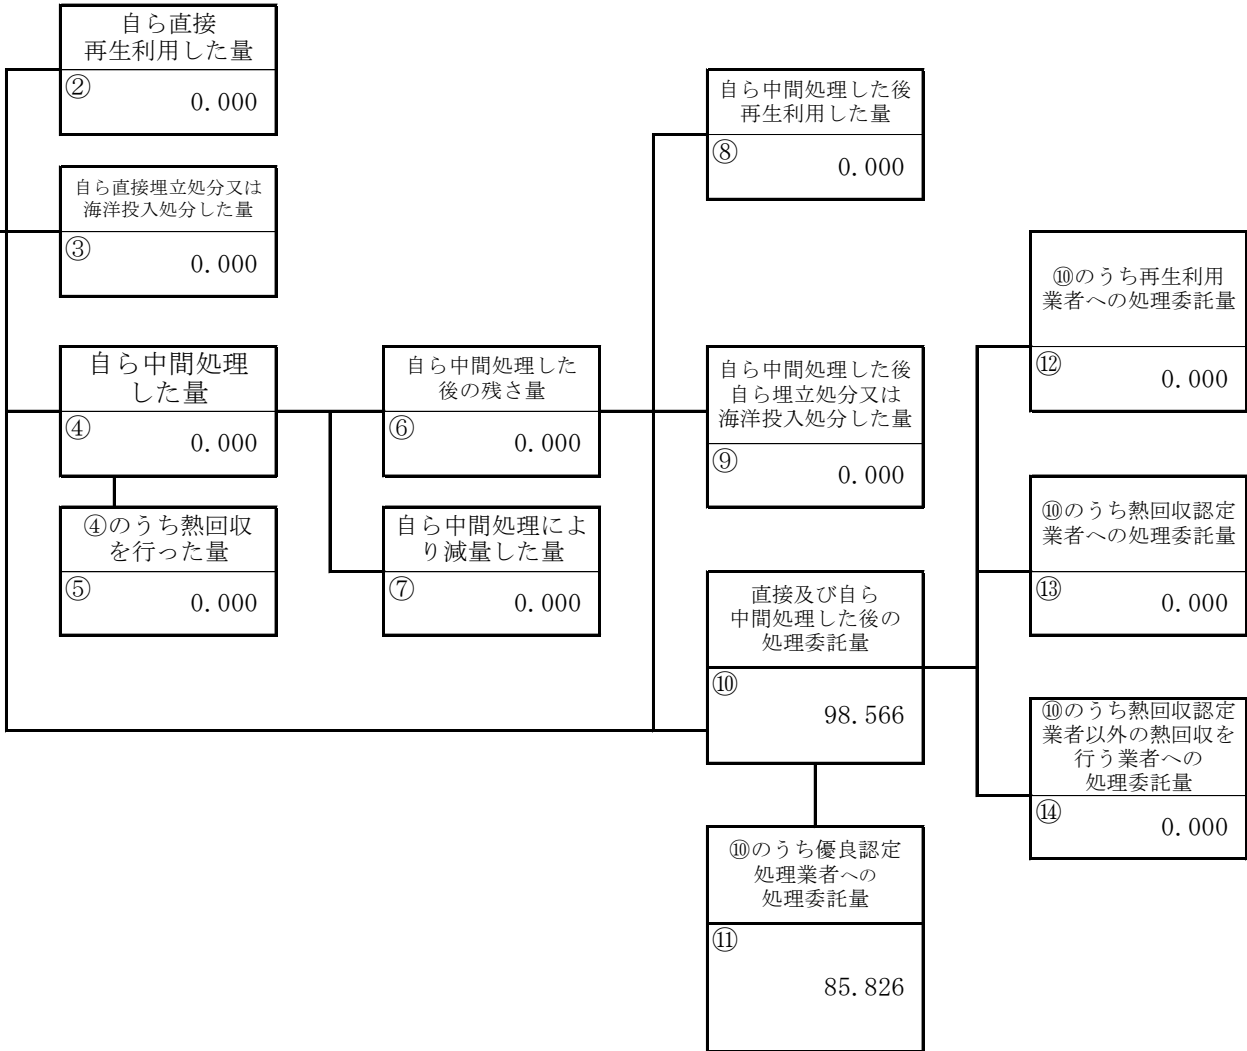 自ら直接
再生利用した量
②
0.000
自ら直接埋立処分又は
海洋投入処分した量
③
0.000
自ら中間処理
した量
④
0.000
④のうち熱回収
を行った量
⑤
0.000
自ら中間処理した
後の残さ量
⑥
0.000
自ら中間処理によ
り減量した量
⑦
0.000
自ら中間処理した後
再生利用した量
⑧
0.000
自ら中間処理した後
自ら埋立処分又は
海洋投入処分した量
⑨
0.000
直接及び自ら
中間処理した後の
処理委託量
⑩
98.566
⑩のうち優良認定
処理業者への
処理委託量
⑪
85.826
⑩のうち再生利用
業者への処理委託量
⑫
0.000
⑩のうち熱回収認定
業者への処理委託量
⑬
0.000
⑩のうち熱回収認定
業者以外の熱回収を
行う業者への
処理委託量
⑭
0.000